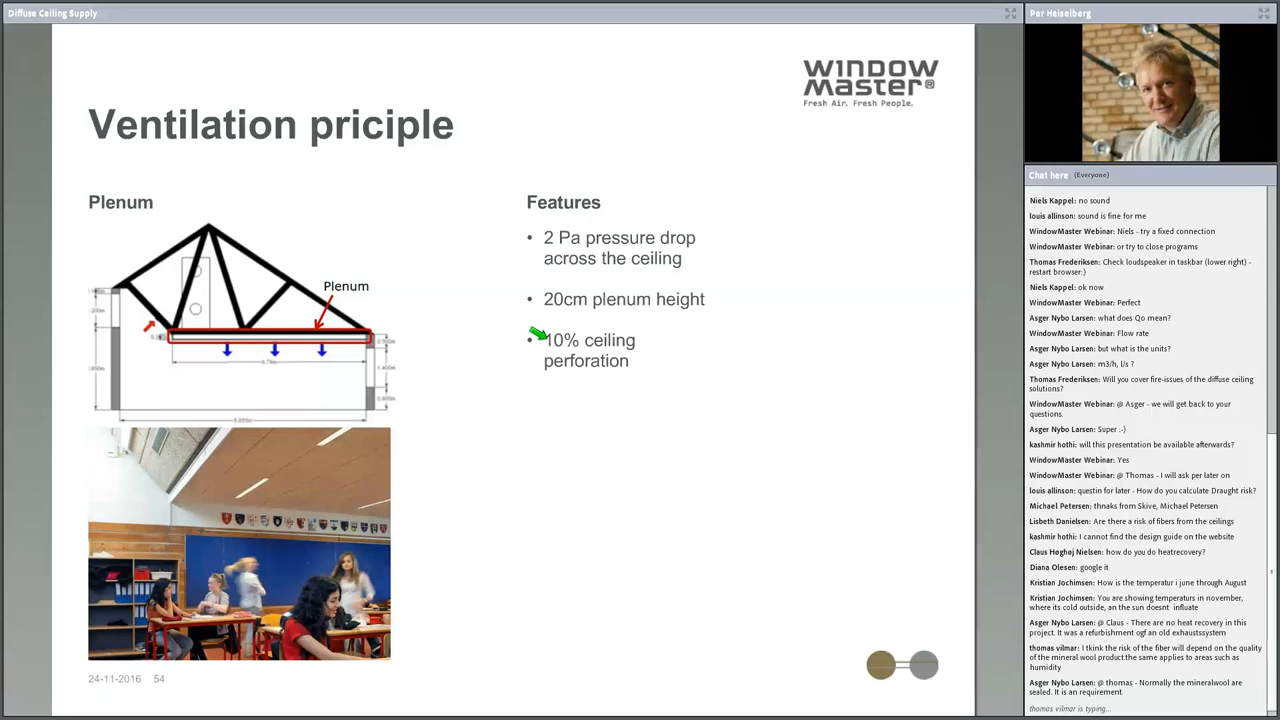 Diffuse Ceiling Supply
WINDOW
Master®
Fresh Air. Fresh People.
Ventilation priciple
Plenum
Plenum
Features
• 2 Pa pressure drop
across the ceiling
• 20cm plenum height
• 10% ceiling
perforation
24-11-2016 54
Per Heiselberg
Chat here (Everyone)
Niels Kappel: no sound
louis allinson: sound is fine for me
WindowMaster Webinar: Niels - try a fixed connection
WindowMaster Webinar: or try to close programs
Thomas Frederiksen: Check loudspeaker in taskbar (lower right) -
restart browser:)
Niels Kappel: ok now
WindowMaster Webinar: Perfect
Asger Nybo Larsen: what does Qo mean?
WindowMaster Webinar: Flow rate
Asger Nybo Larsen: but what is the units?
Asger Nybo Larsen: m3/h, l/s ?
Thomas Frederiksen: Will you cover fire-issues of the diffuse ceiling
solutions?
WindowMaster Webinar: @ Asger - we will get back to your
questions.
Asger Nybo Larsen: Super :-)
kashmir hothi: will this presentation be available afterwards?
WindowMaster Webinar: Yes
WindowMaster Webinar: @ Thomas - I will ask per later on
louis allinson: questin for later - How do you calculate Draught risk?
Michael Petersen: thnaks from Skive, Michael Petersen
Lisbeth Danielsen: Are there a risk of fibers from the ceilings
kashmir hothi: I cannot find the design guide on the website
Claus Høghøj Nielsen: how do you do heatrecovery?
Diana Olesen: google it
Kristian Jochimsen: How is the temperatur i june through August
Kristian Jochimsen: You are showing temperaturs in november,
where its cold outside, an the sun doesnt influate
Asger Nybo Larsen: @ Claus - There are no heat recovery in this
project. It was a refurbishment ogf an old exhaustssystem
thomas vilmar: I tkink the risk of the fiber will depend on the quality
of the mineral wool product.the same applies to areas such as
humidity
Asger Nybo Larsen: @ thomas - Normally the mineralwool are
sealed. It is an requirement.
thomas vilmar is typing...